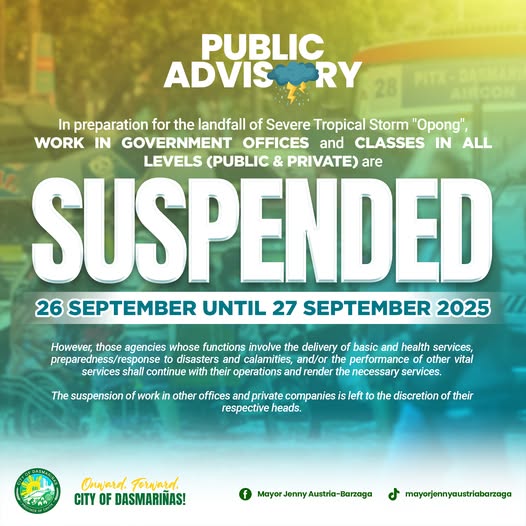 PUBLIC
ADVISORY
28
PITX - DASMARIÑAS
AIRCON
In preparation for the landfall of Severe Tropical Storm "Opong",
WORK IN GOVERNMENT OFFICES and CLASSES IN ALL
LEVELS (PUBLIC & PRIVATE) are
SUSPENDED
26 SEPTEMBER UNTIL 27 SEPTEMBER 2025
However, those agencies whose functions involve the delivery of basic and health services,
preparedness/response to disasters and calamities, and/or the performance of other vital
services shall continue with their operations and render the necessary services.
The suspension of work in other offices and private companies is left to the discretion of their
respective heads.
Onward. Forward.
CITY OF DASMARIÑAS!
Mayor Jenny Austria-Barzaga
mayorjennyaustriabarzaga